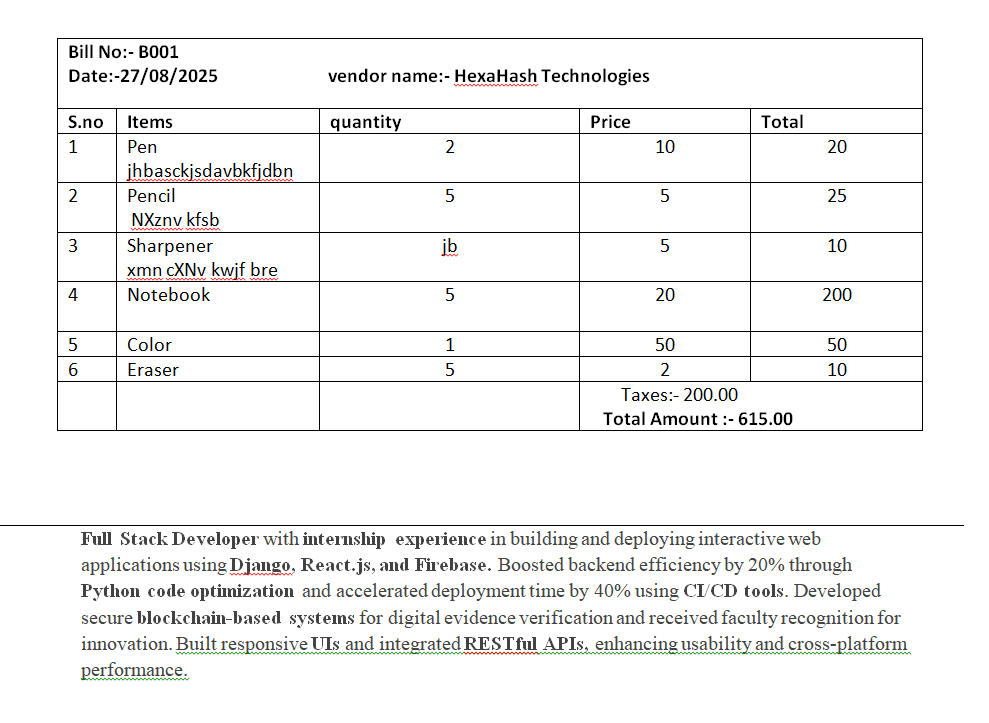 Bill No:- B001
Date:-27/08/2025 vendor name:- HexaHash Technologies
S.no Items quantity Price Total
1 Pen 2 10 20
jhbasckjsdavbkfjdbn
2 Pencil 5 5 25
NXznv kfsb
3 Sharpener jb 5 10
xmn cXNv kwjf bre
4 Notebook 5 20 200
5 Color 1 50 50
6 Eraser 5 2 10
Taxes:- 200.00
Total Amount :- 615.00
Full Stack Developer with internship experience in building and deploying interactive web
applications using Django, React.js, and Firebase. Boosted backend efficiency by 20% through
Python code optimization and accelerated deployment time by 40% using CI/CD tools. Developed
secure blockchain-based systems for digital evidence verification and received faculty recognition for
innovation. Built responsive UIs and integrated RESTful APIs, enhancing usability and cross-platform
performance.